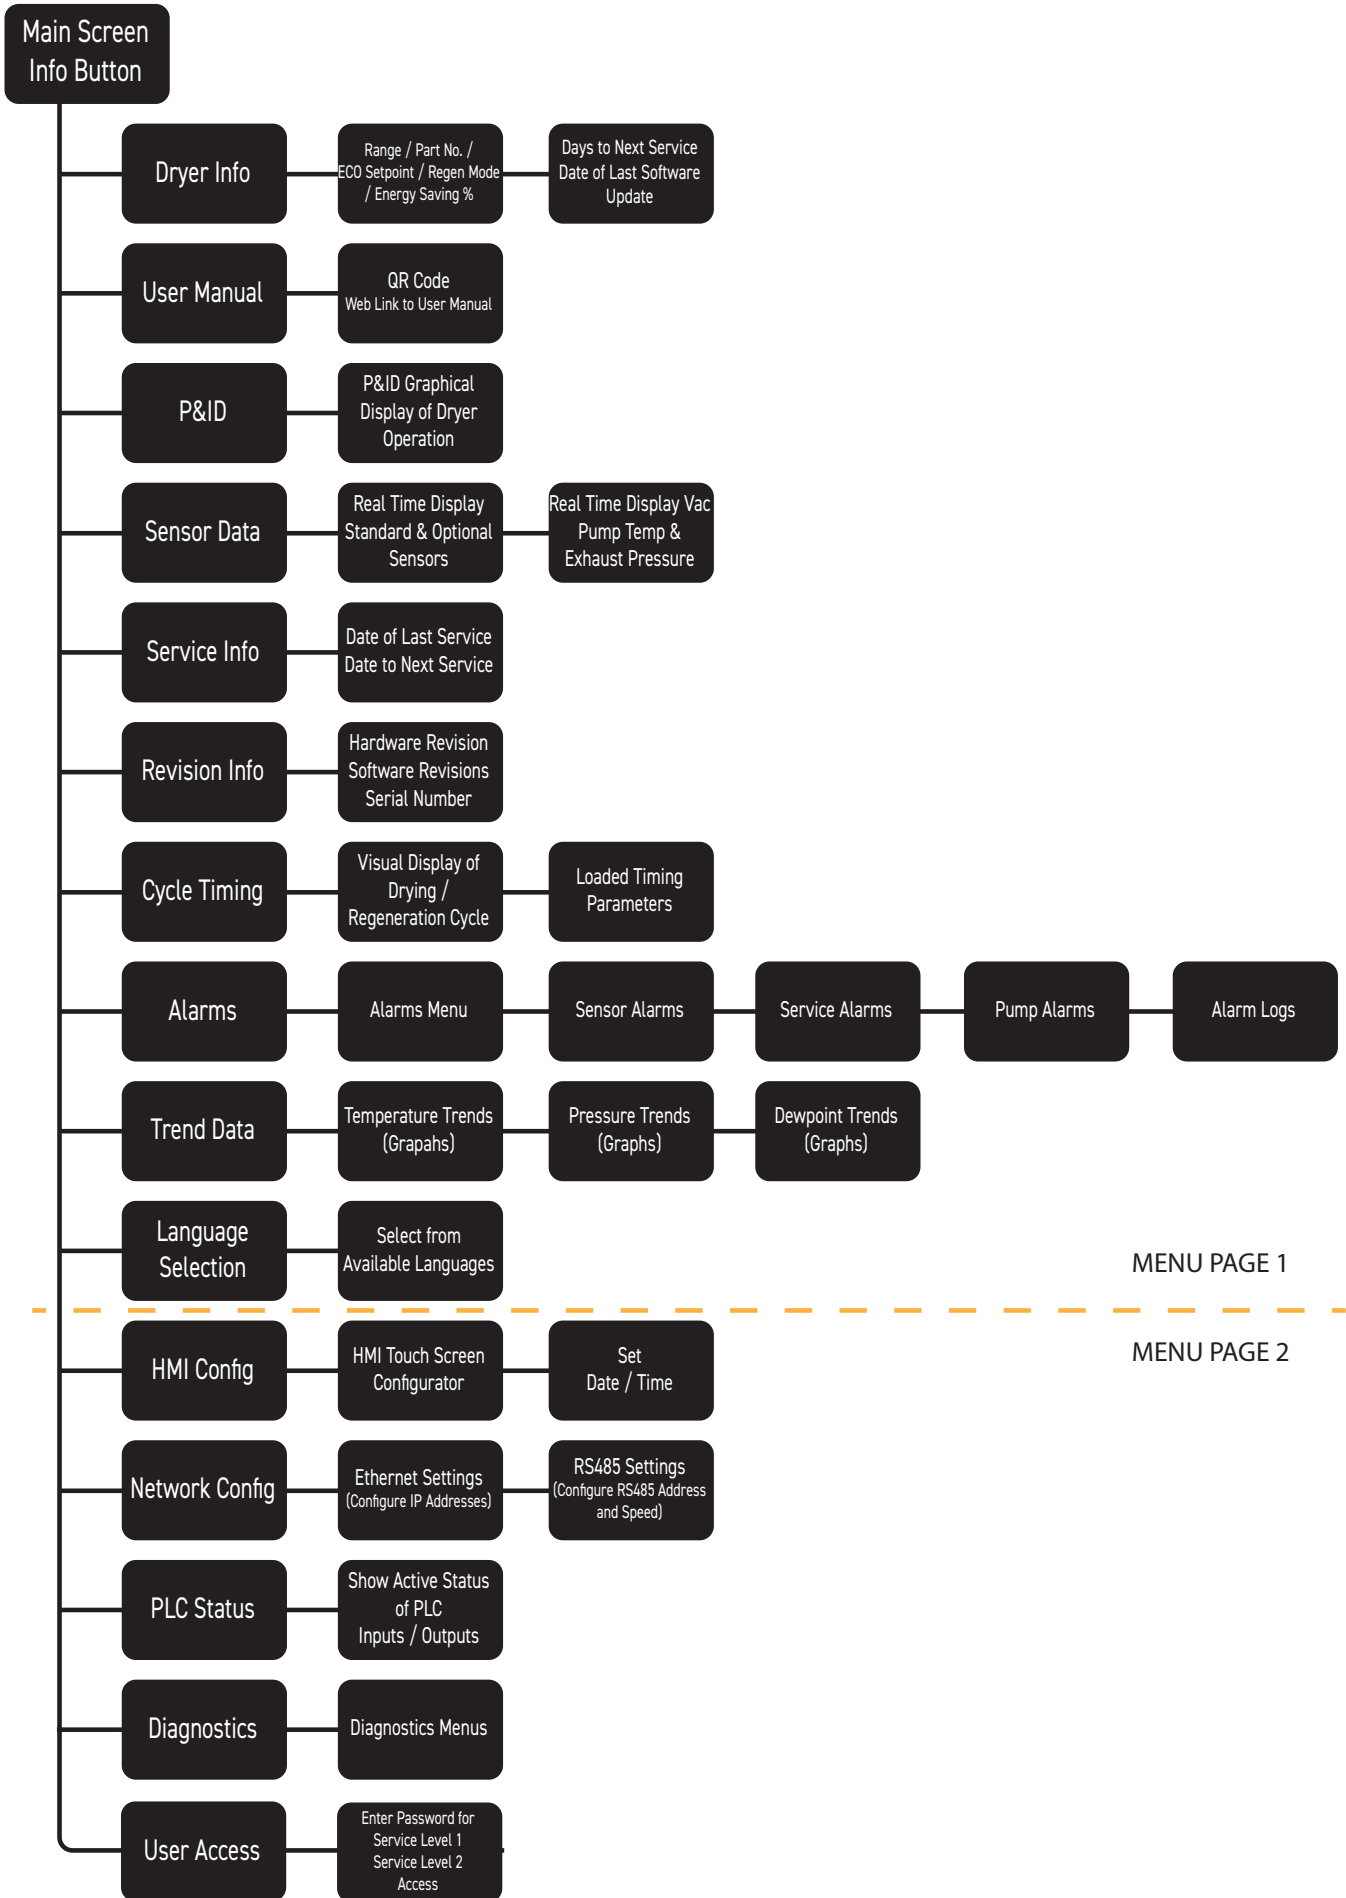 Main Screen
Info Button
Dryer Info
Range / Part No. /
ECO Setpoint / Regen Mode
/ Energy Saving %
Days to Next Service
Date of Last Software
Update
User Manual
QR Code
Web Link to User Manual
P&ID
P&ID Graphical
Display of Dryer
Operation
Sensor Data
Real Time Display
Standard & Optional
Sensors
Real Time Display Vac
Pump Temp &
Exhaust Pressure
Service Info
Date of Last Service
Date to Next Service
Revision Info
Hardware Revision
Software Revisions
Serial Number
Cycle Timing
Visual Display of
Drying /
Regeneration Cycle
Loaded Timing
Parameters
Alarms
Alarms Menu
Sensor Alarms
Service Alarms
Pump Alarms
Alarm Logs
Trend Data
Temperature Trends
(Grapahs)
Pressure Trends
(Graphs)
Dewpoint Trends
(Graphs)
Language
Selection
Select from
Available Languages
MENU PAGE 1
MENU PAGE 2
HMI Config
HMI Touch Screen
Configurator
Set
Date / Time
Network Config
Ethernet Settings
(Configure IP Addresses)
RS485 Settings
(Configure RS485 Address
and Speed)
PLC Status
Show Active Status
of PLC
Inputs / Outputs
Diagnostics
Diagnostics Menus
User Access
Enter Password for
Service Level 1
Service Level 2
Access